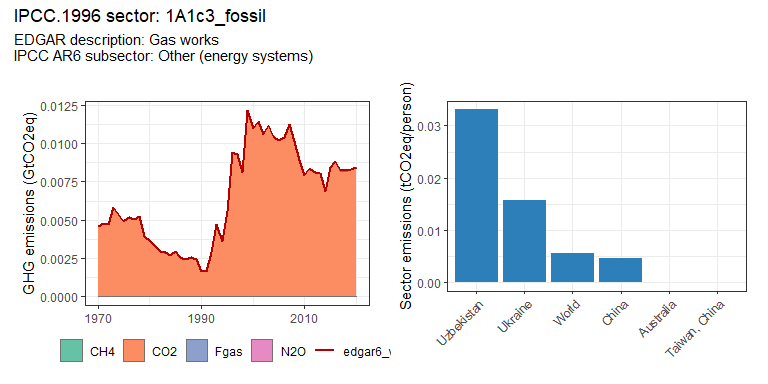 IPCC.1996 sector: 1A1c3_fossil
EDGAR description: Gas works
IPCC AR6 subsector: Other (energy systems)
GHG emissions (GtCO2eq)
0.0125
0.0100
0.0075
0.0050
0.0025
0.0000
1970 1990 2010
CH4 CO2 Fgas N2O edgar6_
Sector emissions (tCO2eq/person)
0.03
0.02
0.01
0.00
Uzbekistan
Ukraine
World
China
Australia
Taiwan, China